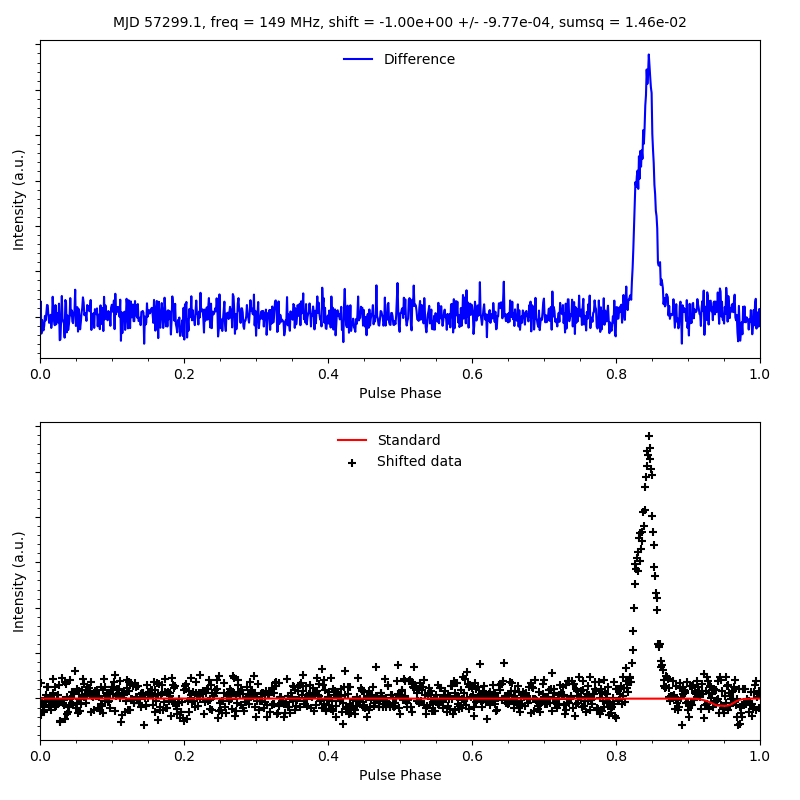 MJD 57299.1, freq = 149 MHz, shift = -1.00e+00 +/- -9.77e-04, sumsq = 1.46e-02
Difference
Intensity (a.u.)
0.0 0.2 0.4 0.6 0.8 1.0
Pulse Phase
Standard
Shifted data
Intensity (a.u.)
0.0 0.2 0.4 0.6 0.8 1.0
Pulse Phase